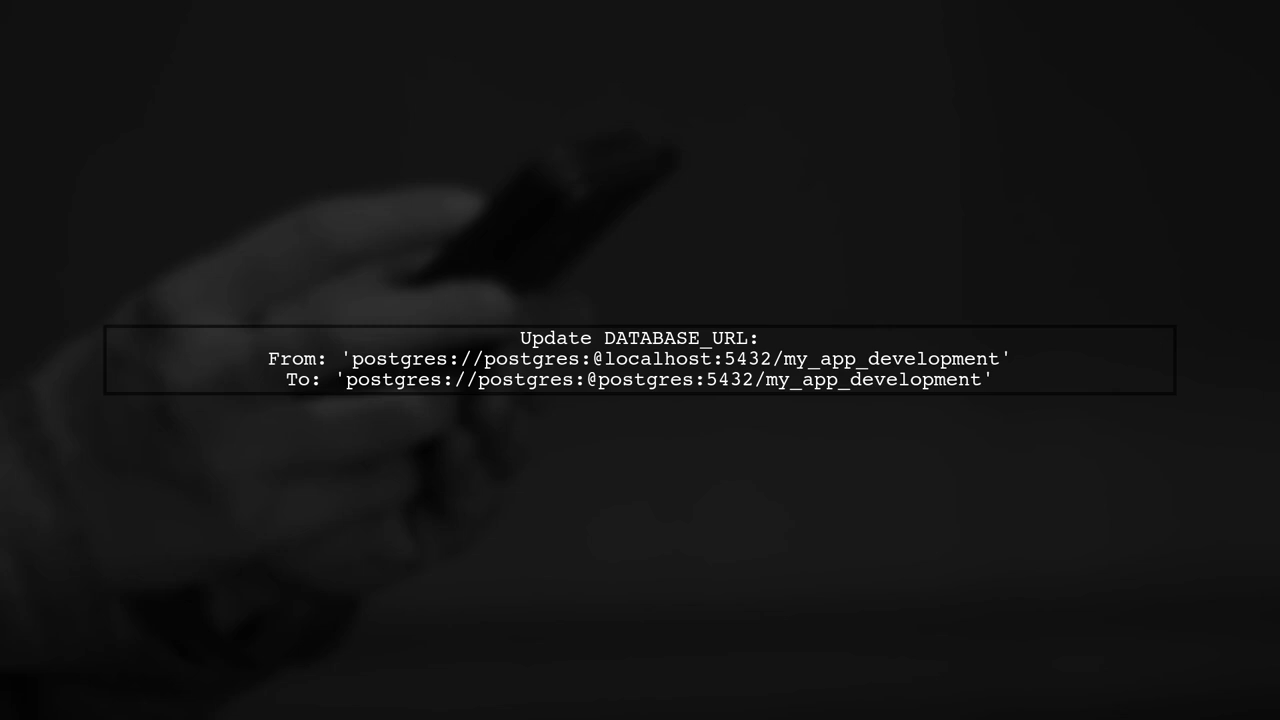 Update DATABASE_URL:
From: 'postgres://postgres:@localhost:5432/my_app_development'
To: 'postgres://postgres:@postgres:5432/my_app_development'